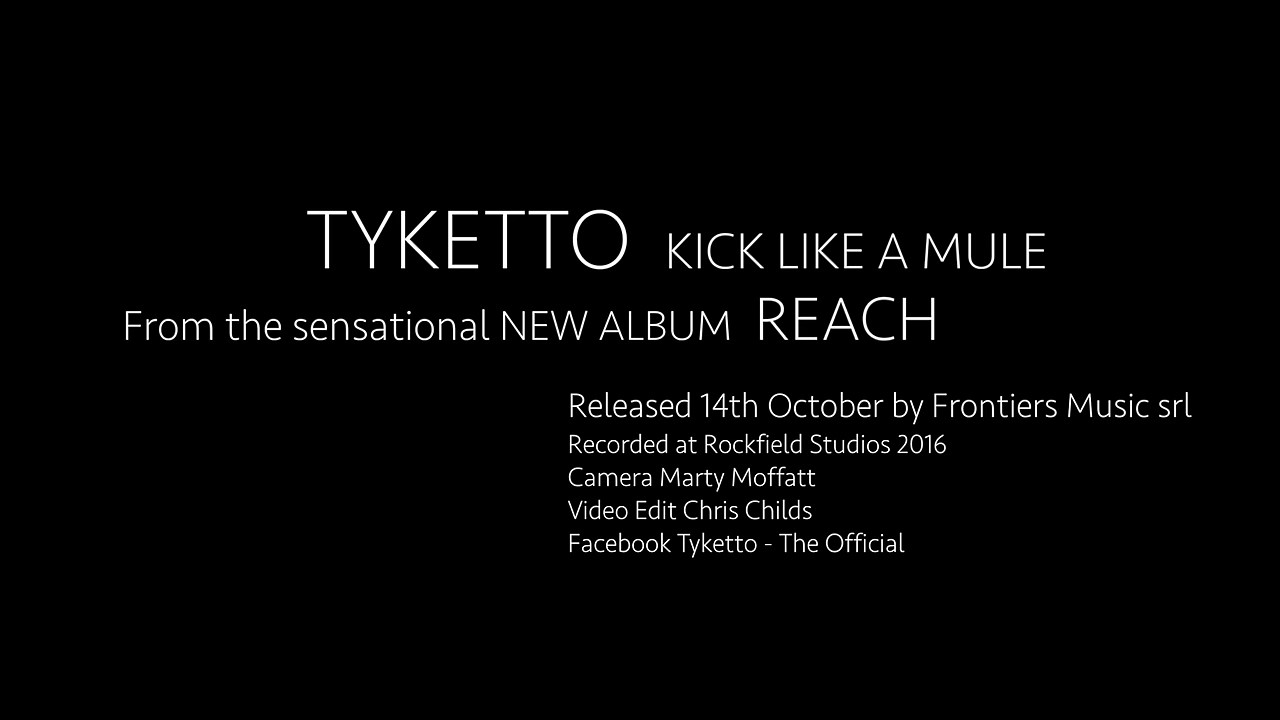 TYKETTO KICK LIKE A MULE
From the sensational NEW ALBUM REACH
Released 14th October by Frontiers Music srl
Recorded at Rockfield Studios 2016
Camera Marty Moffatt
Video Edit Chris Childs
Facebook Tyketto - The Official